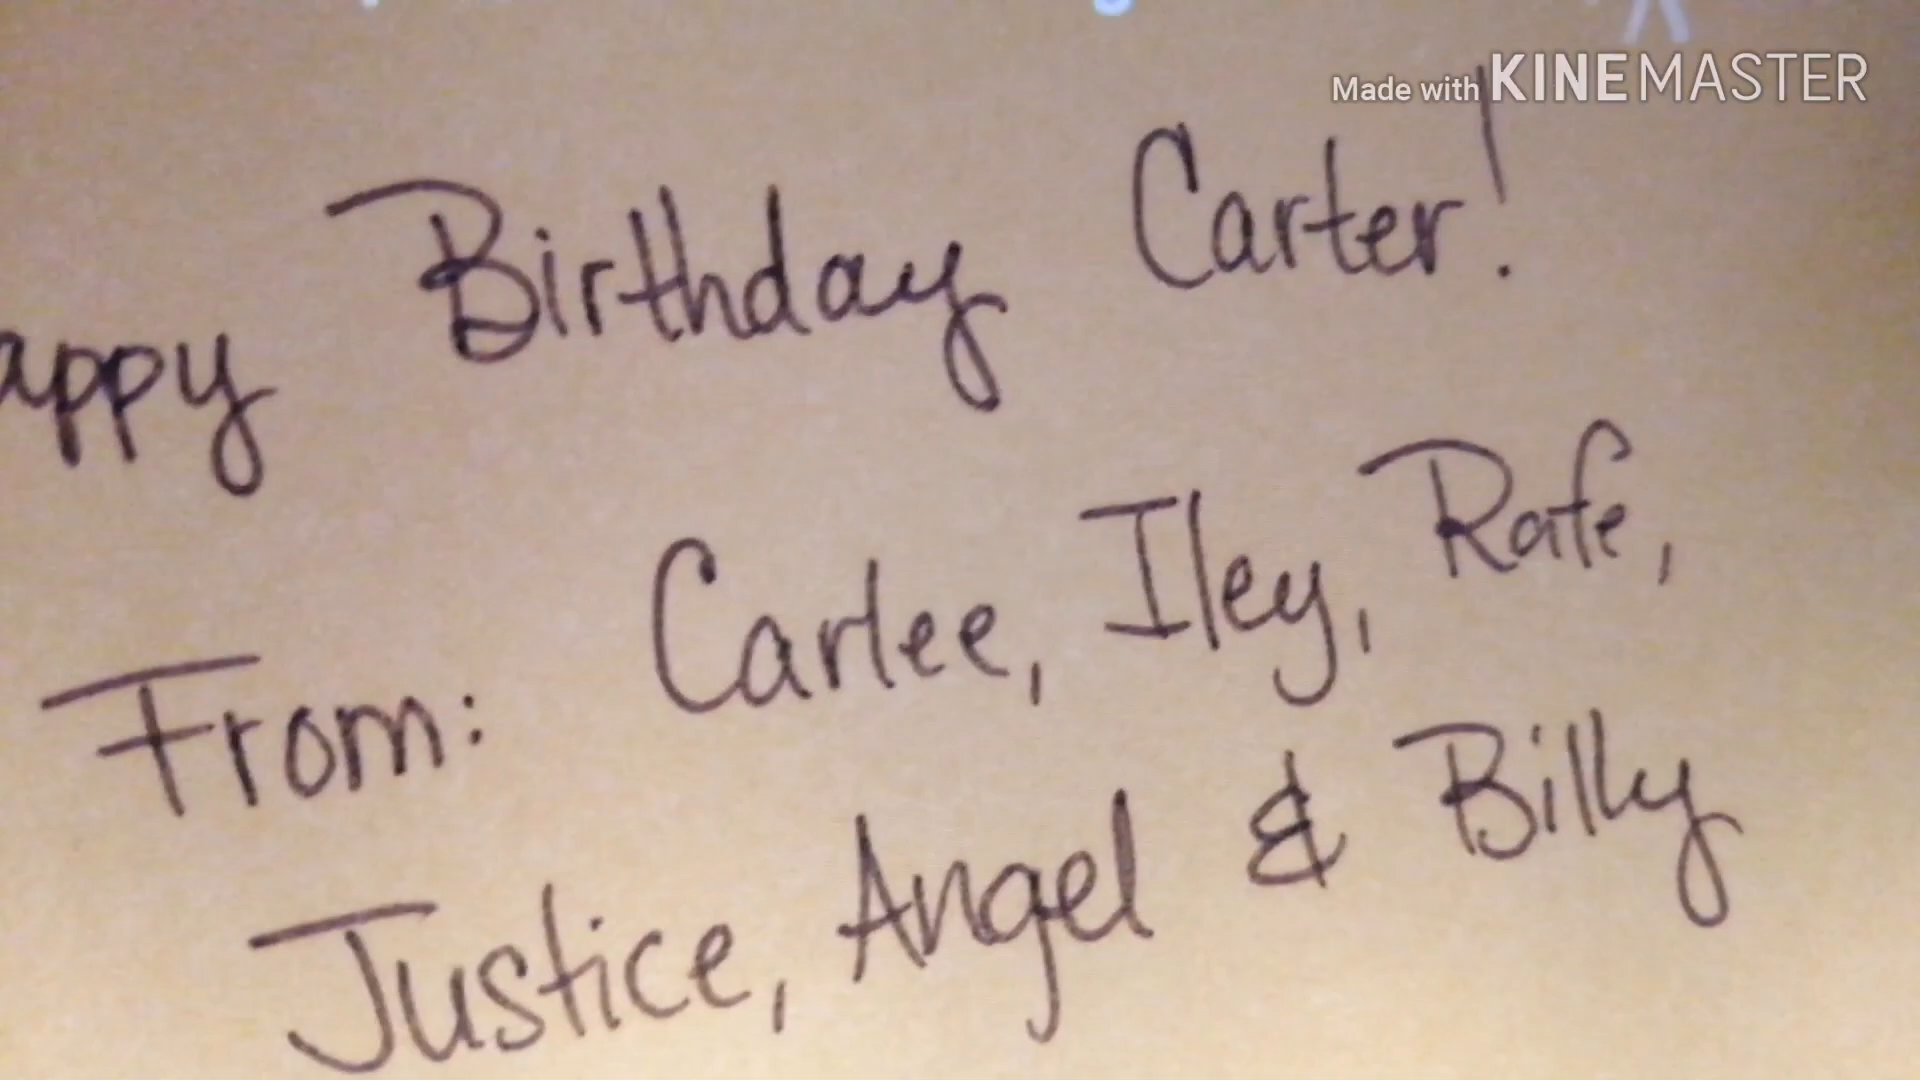 Made with KINEMASTER
appy Birthday Carter!
From: Carlee, Iley, Rafe,
Justice, Angel & Billy